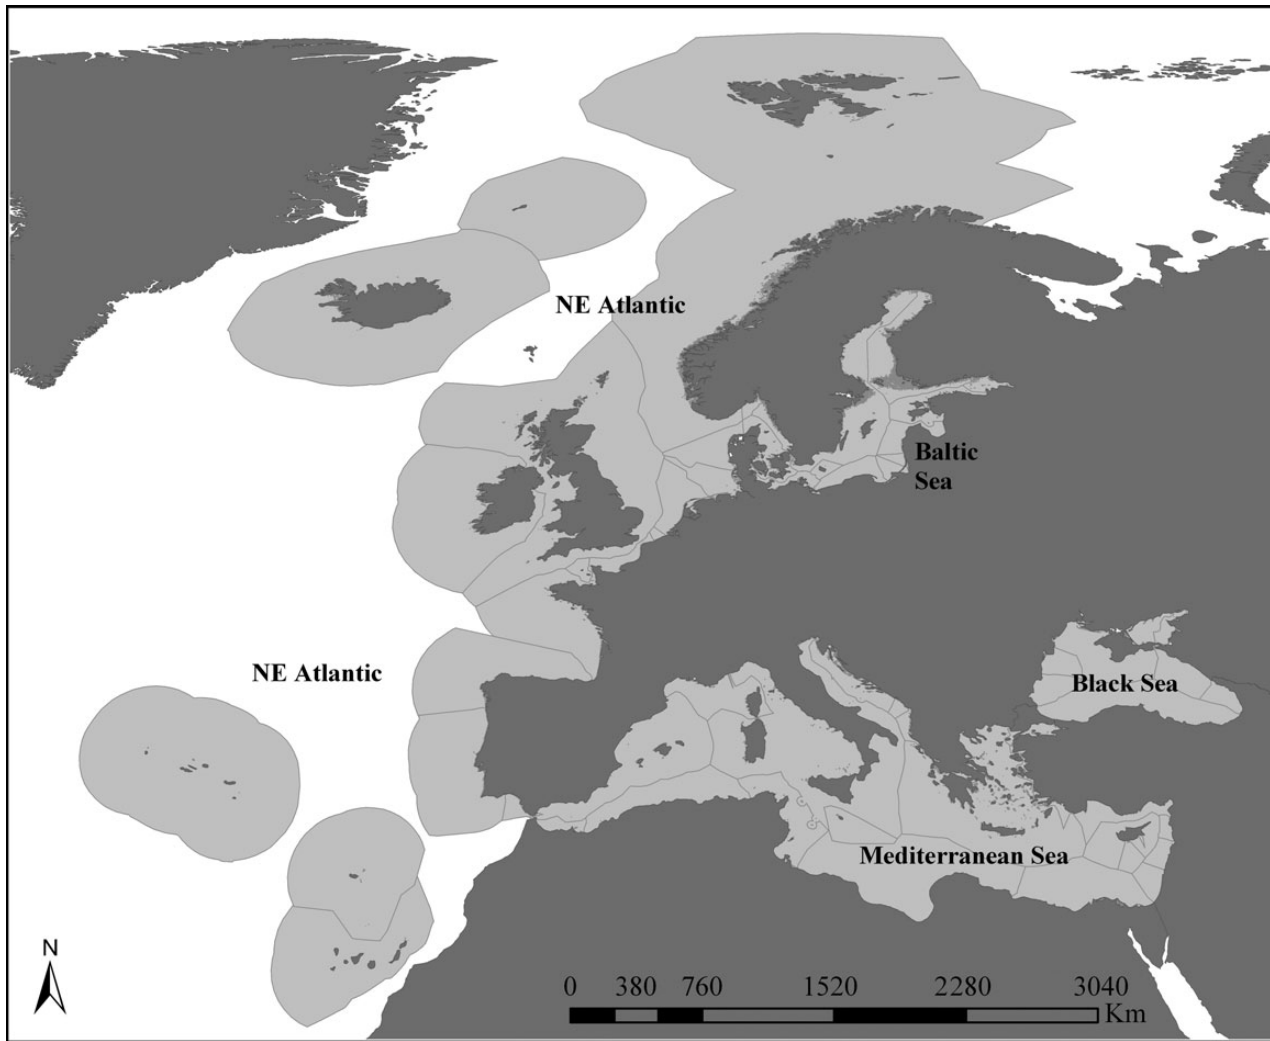 NE Atlantic
Baltic
Sea
NE Atlantic
Black Sea
Mediterranean Sea
N
0 380 760 1520 2280 3040
Km